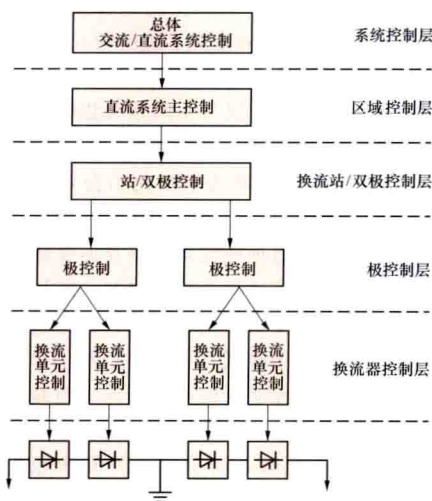 总体
交流/直流系统控制
系统控制层
直流系统主控制
区域控制层
站/双极控制
换流站/双极控制层
极控制
极控制
极控制层
换流
单元
控制
换流
单元
控制
换流
单元
控制
换流
单元
控制
换流器控制层